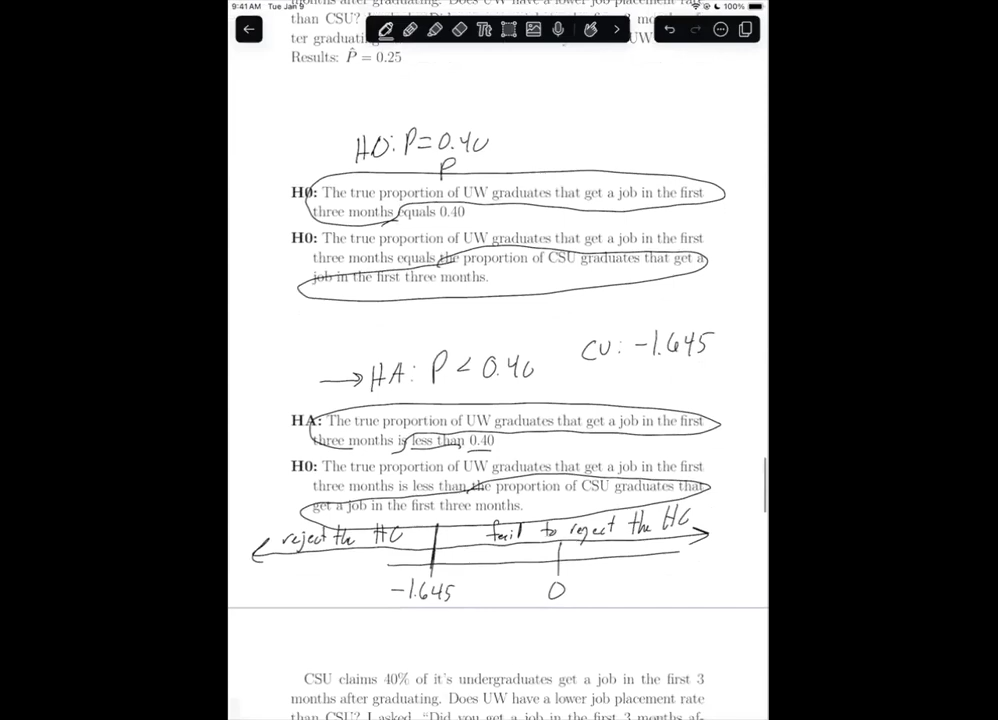 9:41 AM Tue Jan 9
100%
than CSU?
ter graduati
UW
Results: P̂ = 0.25
H0: P=0.40
P
H0: The true proportion of UW graduates that get a job in the first
three months equals 0.40
H0: The true proportion of UW graduates that get a job in the first
three months equals the proportion of CSU graduates that get a
job in the first three months.
CV: -1.645
→ HA: P < 0.40
HA: The true proportion of UW graduates that get a job in the first
three months is less than 0.40
H0: The true proportion of UW graduates that get a job in the first
three months is less than the proportion of CSU graduates that
get a job in the first three months.
reject the H0 fail to reject the H0
-1.645 0
CSU claims 40% of it's undergraduates get a job in the first 3
months after graduating. Does UW have a lower job placement rate
than CSU? I asked, "Did you get a job in the first 3 months af-